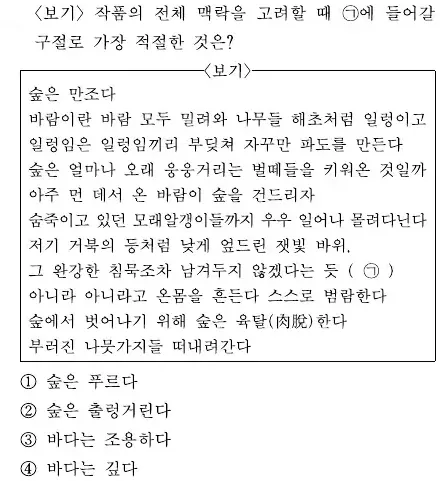 〈보기〉 작품의 전체 맥락을 고려할 때 ㉠에 들어갈
구절로 가장 적절한 것은?
〈보기〉
숲은 만조다
바람이란 바람 모두 밀려와 나무들 해초처럼 일렁이고
일렁임은 일렁임끼리 부딪쳐 자꾸만 파도를 만든다
숲은 얼마나 오래 웅웅거리는 벌떼들을 키워온 것일까
아주 먼 데서 온 바람이 숲을 건드리자
숨죽이고 있던 모래알갱이들까지 우우 일어나 몰려다닌다
저기 거북의 등처럼 낮게 엎드린 잿빛 바위,
그 완강한 침묵조차 남겨두지 않겠다는 듯 ( ㉠ )
아니라 아니라고 온몸을 흔든다 스스로 범람한다
숲에서 벗어나기 위해 숲은 육탈(肉脫)한다
부러진 나뭇가지들 떠내려간다
① 숲은 푸르다
② 숲은 출렁거린다
③ 바다는 조용하다
④ 바다는 깊다